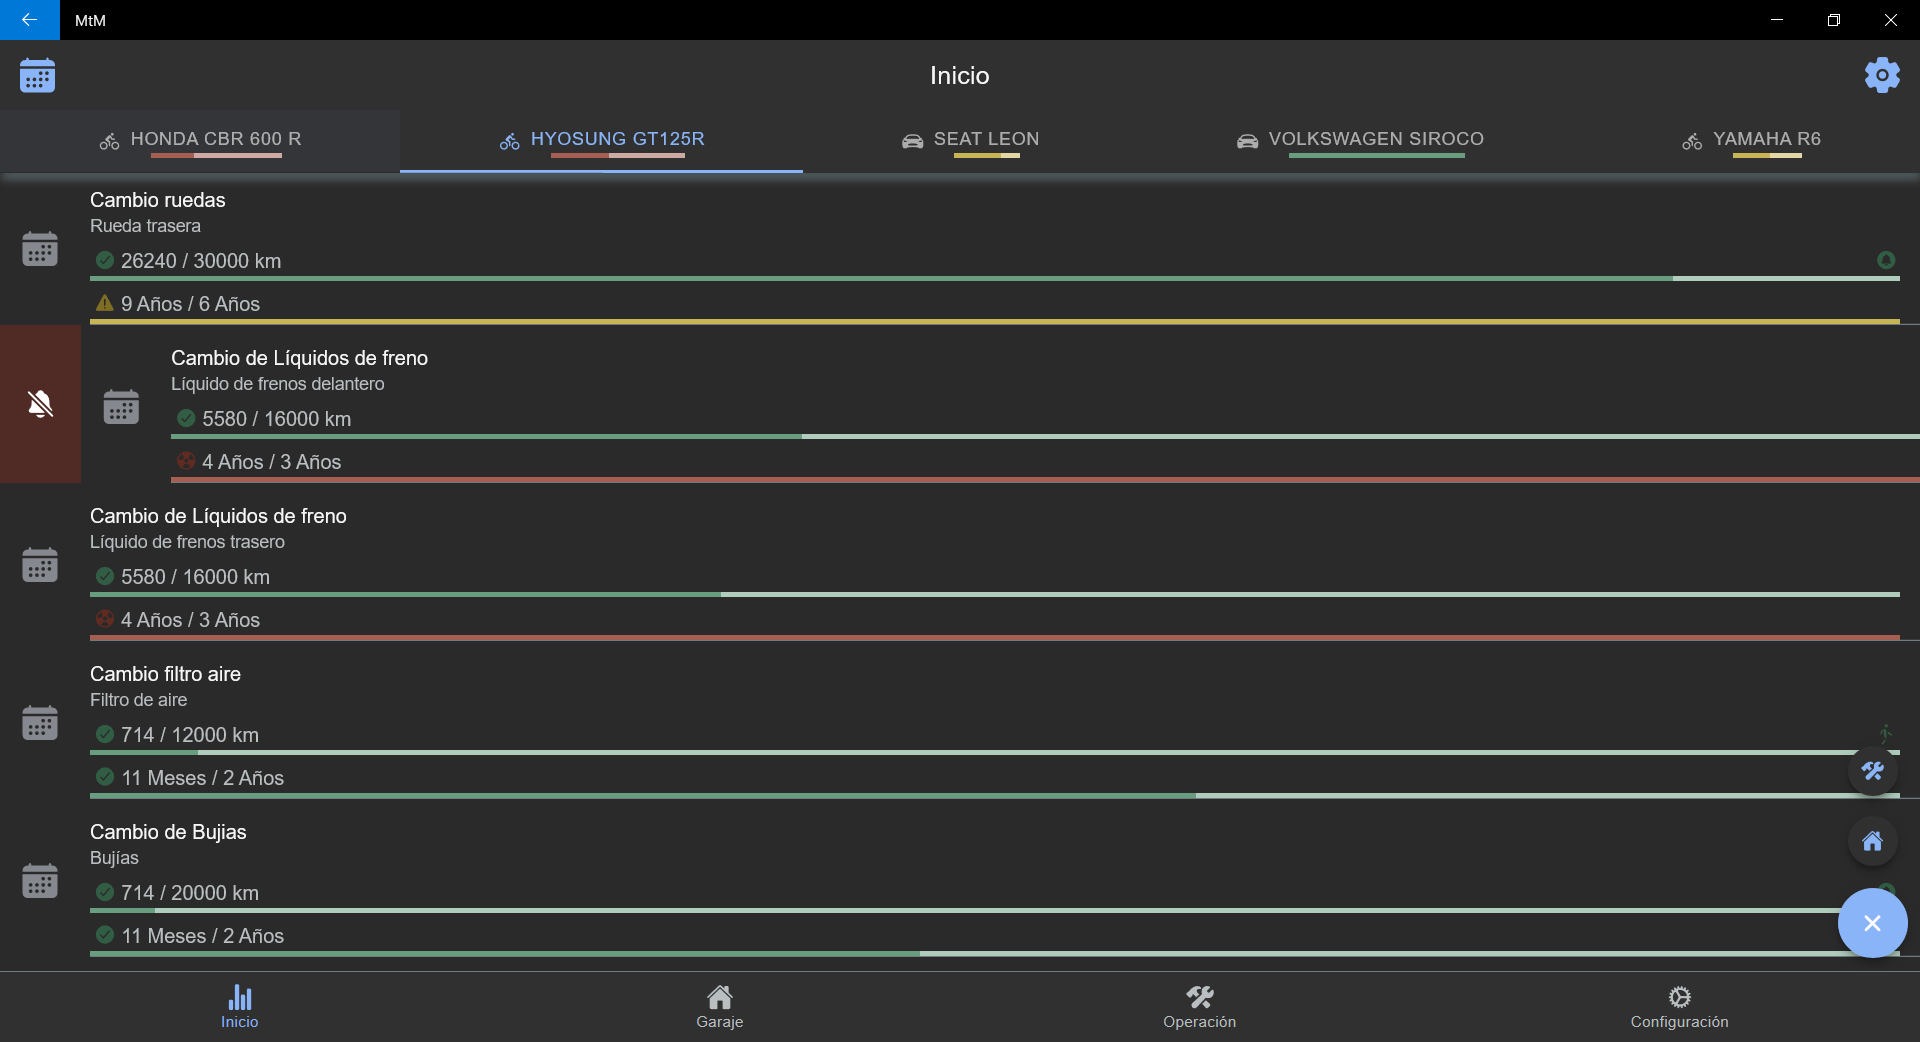 MtM
Inicio
HONDA CBR 600 R
HYOSUNG GT125R
SEAT LEON
VOLKSWAGEN SIROCO
YAMAHA R6
Cambio ruedas
Rueda trasera
26240 / 30000 km
9 Años / 6 Años
Cambio de Líquidos de freno
Líquido de frenos delantero
5580 / 16000 km
4 Años / 3 Años
Cambio de Líquidos de freno
Líquido de frenos trasero
5580 / 16000 km
4 Años / 3 Años
Cambio filtro aire
Filtro de aire
714 / 12000 km
11 Meses / 2 Años
Cambio de Bujias
Bujías
714 / 20000 km
11 Meses / 2 Años
Inicio
Garaje
Operación
Configuración